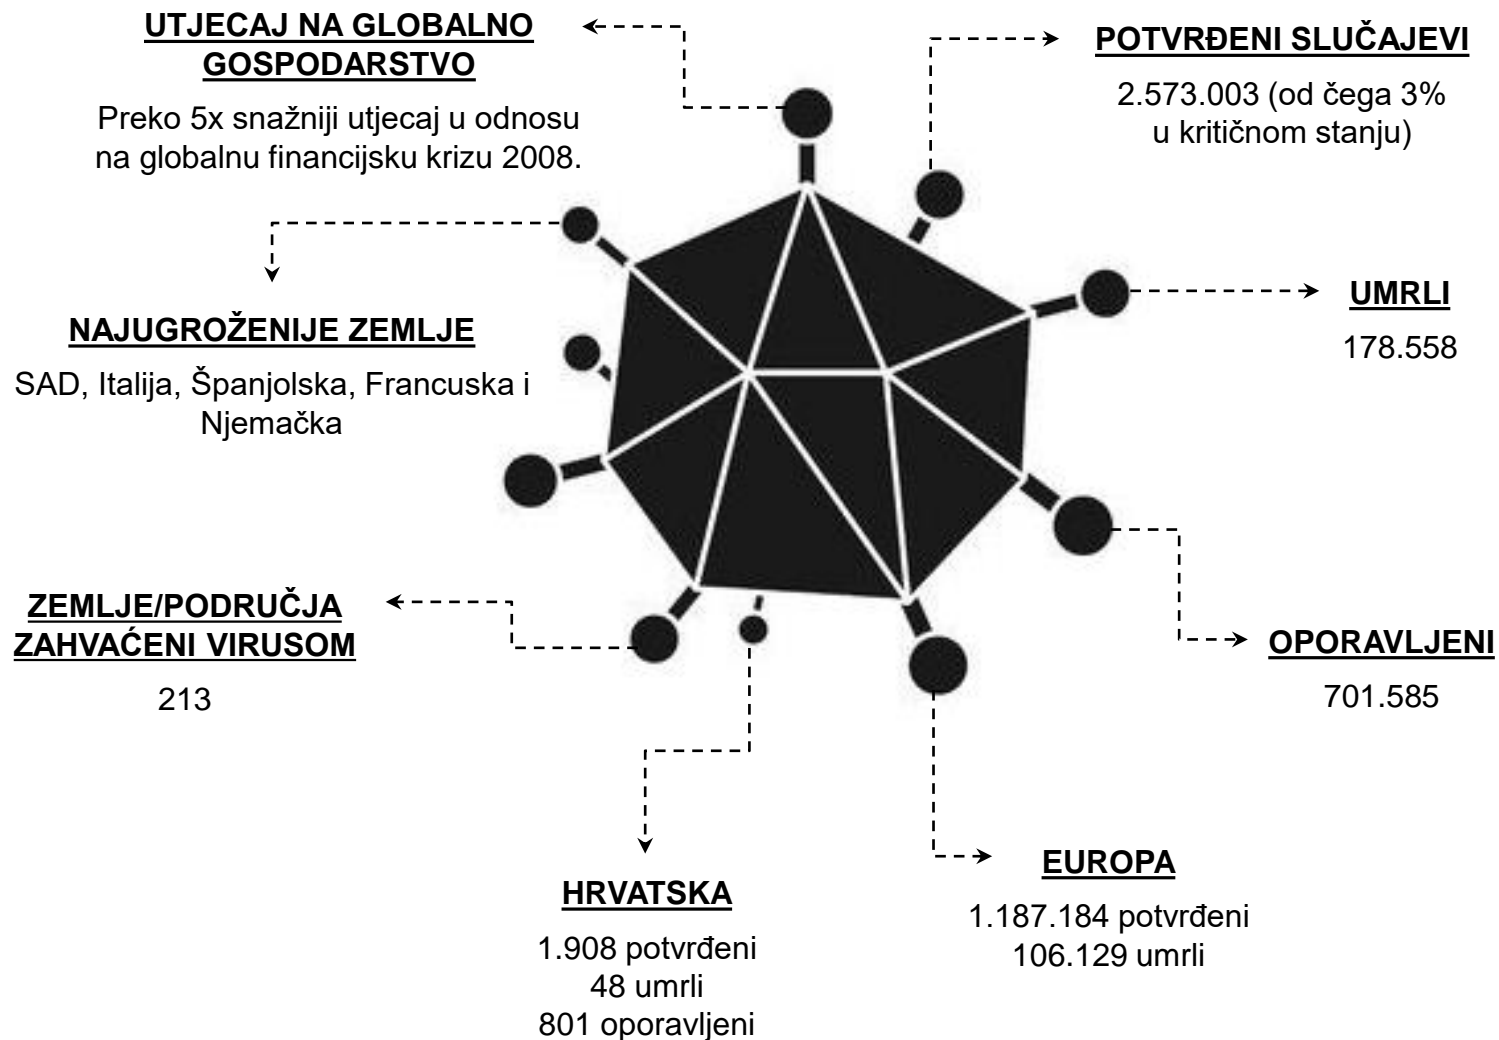 UTJECAJ NA GLOBALNO
GOSPODARSTVO
Preko 5x snažniji utjecaj u odnosu
na globalnu financijsku krizu 2008.
POTVRĐENI SLUČAJEVI
2.573.003 (od čega 3%
u kritičnom stanju)
NAJUGROŽENIJE ZEMLJE
SAD, Italija, Španjolska, Francuska i
Njemačka
UMRLI
178.558
ZEMLJE/PODRUČJA
ZAHVAĆENI VIRUSOM
213
OPORAVLJENI
701.585
HRVATSKA
1.908 potvrđeni
48 umrli
801 oporavljeni
EUROPA
1.187.184 potvrđeni
106.129 umrli